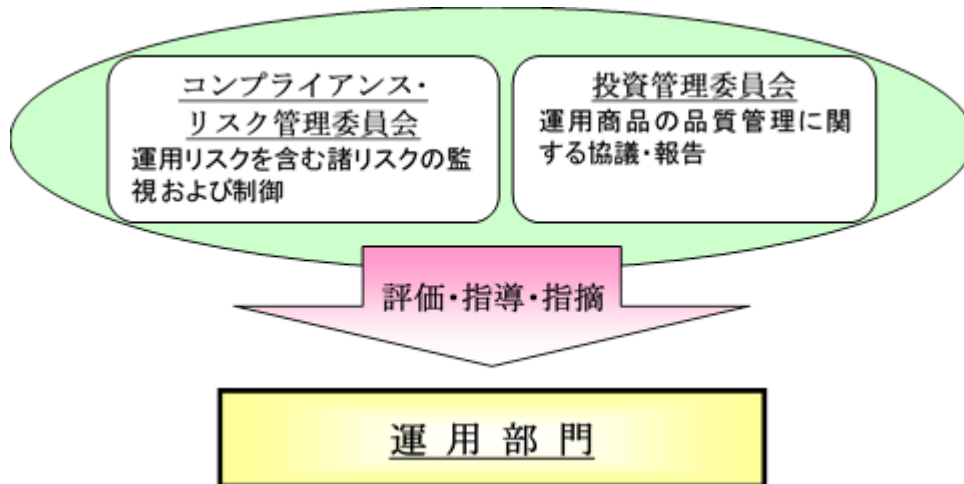 コンプライアンス・
リスク管理委員会
運用リスクを含む諸リスクの監
視および制御
投資管理委員会
運用商品の品質管理に関
する協議・報告
評価・指導・指摘
運用部門